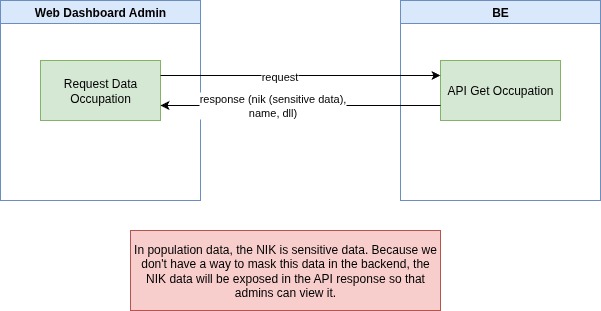 Web Dashboard Admin
BE
Request Data
Occupation
request
API Get Occupation
response (nik (sensitive data),
name, dll)
In population data, the NIK is sensitive data. Because we
don't have a way to mask this data in the backend, the
NIK data will be exposed in the API response so that
admins can view it.